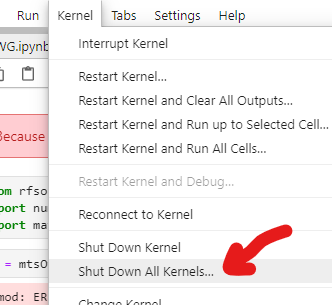 Run Kernel Tabs Settings H
WG.ipynb
Interrupt Kernel
Restart Kernel...
Restart Kernel and Clear All Outputs...
Because
Restart Kernel and Run up to Selected Cell...
Restart Kernel and Run All Cells...
Restart Kernel and Debug...
om rfso
port nu
port ma
Reconnect to Kernel
Shut Down Kernel
= mtsO
Shut Down All Kernels...
mod: ER
Change Kernel